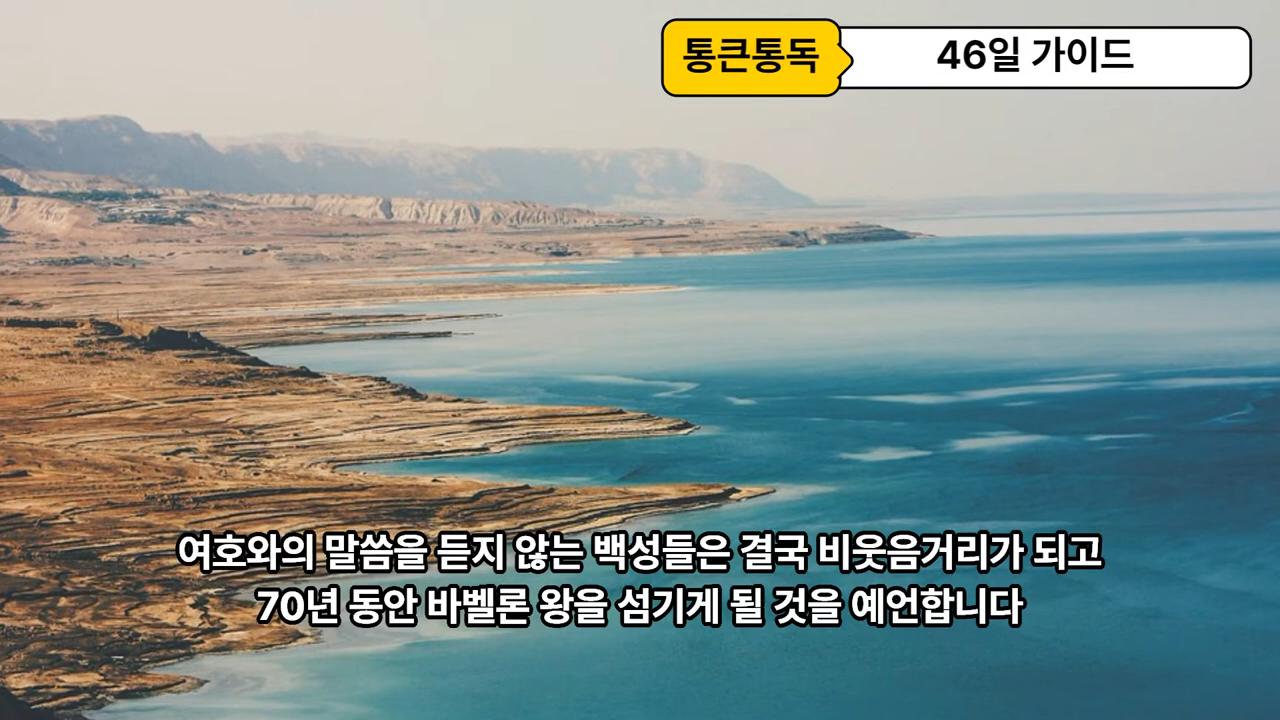 통큰통독
46일 가이드
여호와의 말씀을 듣지 않는 백성들은 결국 비웃음거리가 되고
70년 동안 바벨론 왕을 섬기게 될 것을 예언합니다